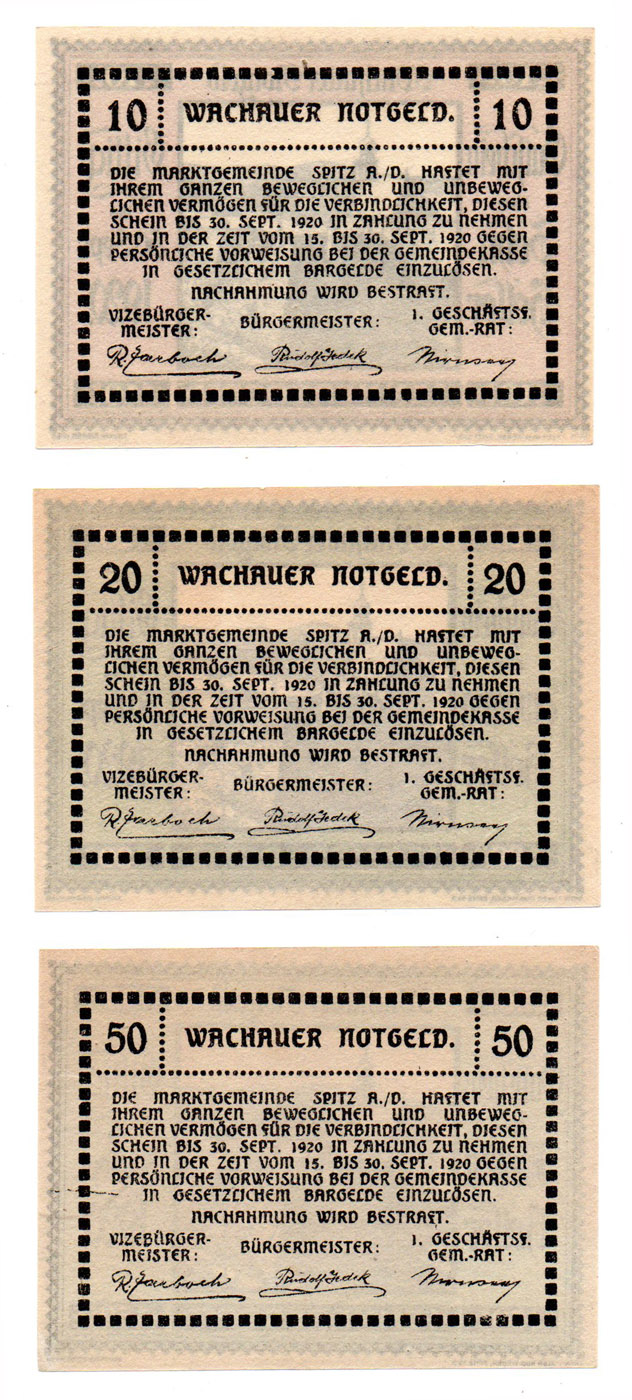 10 WACHAUER NOTGELD. 10
DIE MARKTGEMEINDE SPITZ A./D. HAFTET MIT
IHREM GANZEN BEWEGLICHEN UND UNBEWEG-
LICHEN VERMÖGEN FÜR DIE VERBINDLICHKEIT, DIESEN
SCHEIN BIS 30. SEPT. 1920 IN ZAHLUNG ZU NEHMEN
UND IN DER ZEIT VOM 15. BIS 30. SEPT. 1920 GEGEN
PERSÖNLICHE VORWEISUNG BEI DER GEMEINDEKASSE
IN GESETZLICHEM BARGELDE EINZULÖSEN.
NACHAHMUNG WIRD BESTRAFT.
VIZEBÜRGER-
MEISTER:
BÜRGERMEISTER:
1. GESCHÄFTSF.
GEM.-RAT:
Rudolf
20 WACHAUER NOTGELD. 20
DIE MARKTGEMEINDE SPITZ A./D. HAFTET MIT
IHREM GANZEN BEWEGLICHEN UND UNBEWEG-
LICHEN VERMÖGEN FÜR DIE VERBINDLICHKEIT, DIESEN
SCHEIN BIS 30. SEPT. 1920 IN ZAHLUNG ZU NEHMEN
UND IN DER ZEIT VOM 15. BIS 30. SEPT. 1920 GEGEN
PERSÖNLICHE VORWEISUNG BEI DER GEMEINDEKASSE
IN GESETZLICHEM BARGELDE EINZULÖSEN.
NACHAHMUNG WIRD BESTRAFT.
VIZEBÜRGER-
MEISTER:
BÜRGERMEISTER:
1. GESCHÄFTSF.
GEM.-RAT:
Rudolf
50 WACHAUER NOTGELD. 50
DIE MARKTGEMEINDE SPITZ A./D. HAFTET MIT
IHREM GANZEN BEWEGLICHEN UND UNBEWEG-
LICHEN VERMÖGEN FÜR DIE VERBINDLICHKEIT, DIESEN
SCHEIN BIS 30. SEPT. 1920 IN ZAHLUNG ZU NEHMEN
UND IN DER ZEIT VOM 15. BIS 30. SEPT. 1920 GEGEN
PERSÖNLICHE VORWEISUNG BEI DER GEMEINDEKASSE
IN GESETZLICHEM BARGELDE EINZULÖSEN.
NACHAHMUNG WIRD BESTRAFT.
VIZEBÜRGER-
MEISTER:
BÜRGERMEISTER:
1. GESCHÄFTSF.
GEM.-RAT:
Rudolf